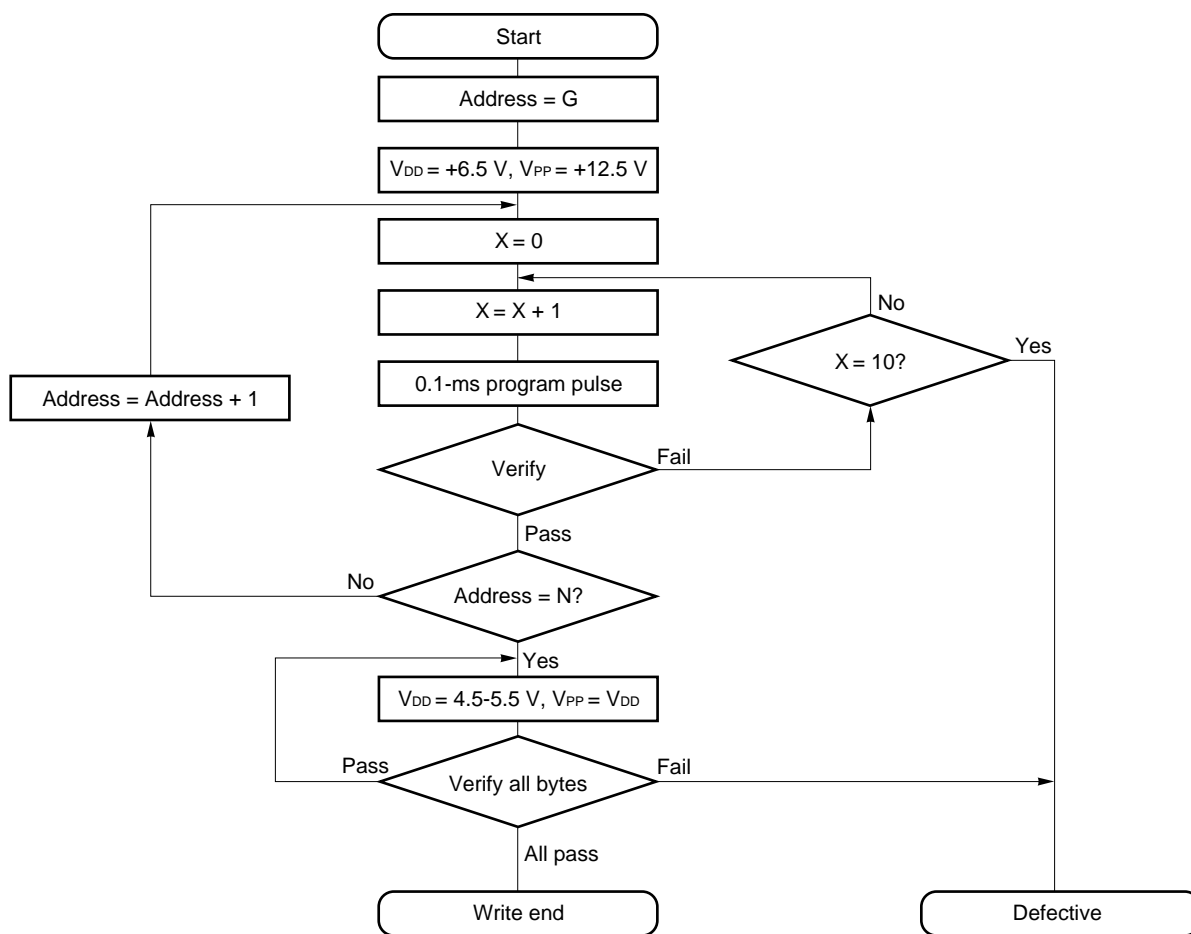 Start
Address = G
VDD = +6.5 V, VPP = +12.5 V
X = 0
X = X + 1
No
X = 10?
Yes
0.1-ms program pulse
Address = Address + 1
Verify
Fail
Pass
No
Address = N?
Yes
VDD = 4.5-5.5 V, VPP = VDD
Pass
Verify all bytes
Fail
All pass
Write end
Defective